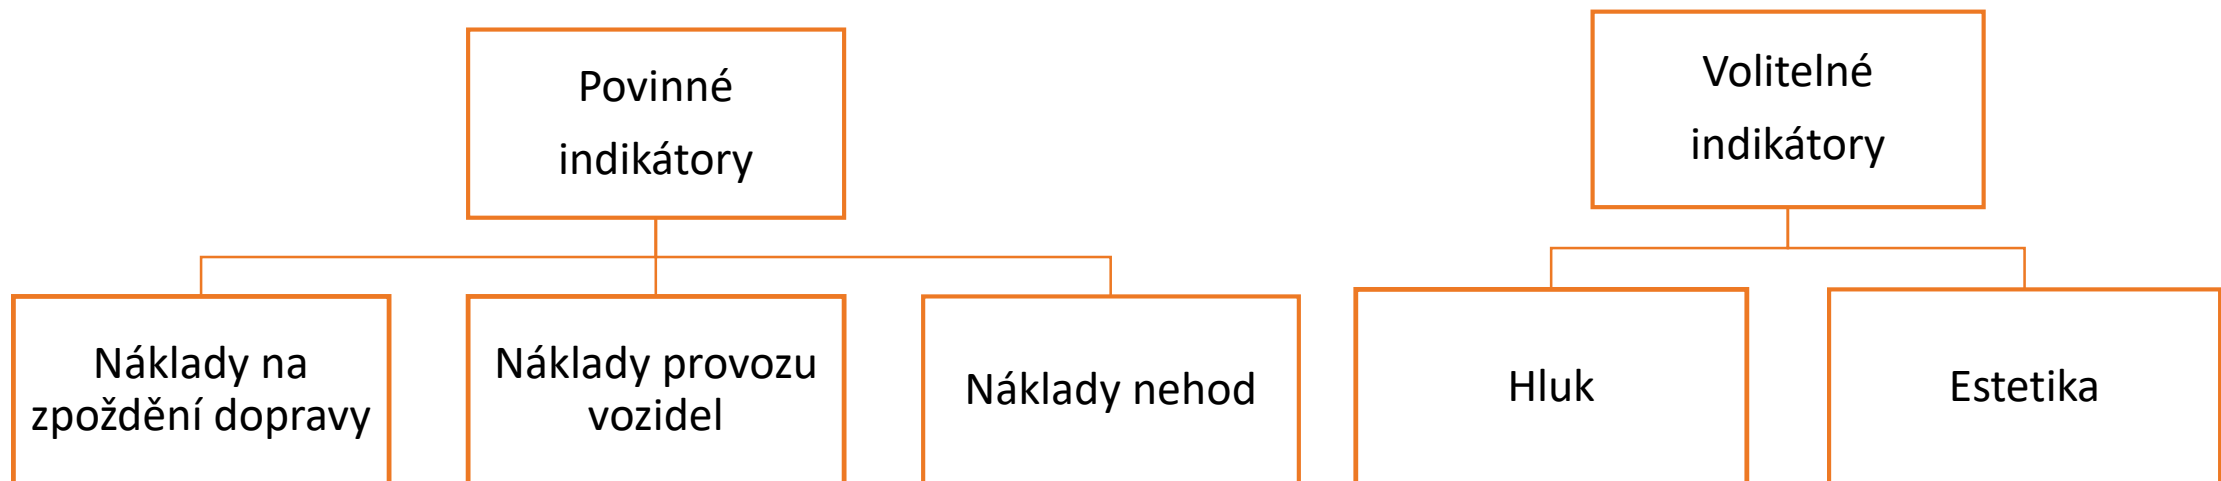 Povinné
indikátory
Volitelné
indikátory
Náklady na
zpoždění dopravy
Náklady provozu
vozidel
Náklady nehod
Hluk
Estetika